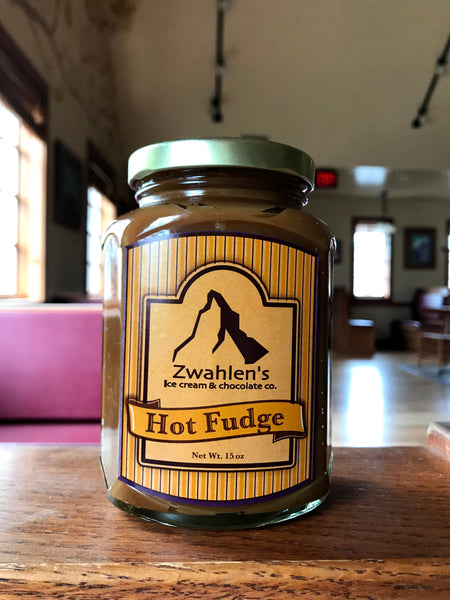 Zwahlen's
Ice cream & chocolate co.
Hot Fudge
Net Wt. 15 oz